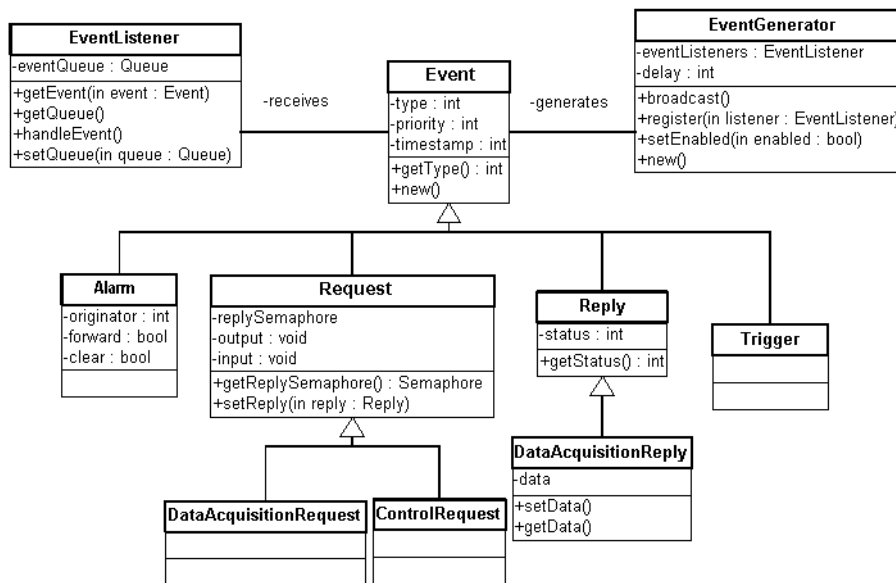 EventListener
-eventQueue : Queue
+getEvent(in event : Event)
+getQueue()
+handleEvent()
+setQueue(in queue : Queue)
-receives
Event
-type : int
-priority : int
-timestamp : int
+getType() : int
+new()
-generates
EventGenerator
-eventListeners : EventListener
-delay : int
+broadcast()
+register(in listener : EventListener)
+setEnabled(in enabled : bool)
+new()
Alarm
-originator : int
-forward : bool
-clear : bool
Request
-replySemaphore
-output : void
-input : void
+getReplySemaphore() : Semaphore
+setReply(in reply : Reply)
Reply
-status : int
+getStatus() : int
Trigger
DataAcquisitionRequest
ControlRequest
DataAcquisitionReply
-data
+setData()
+getData()